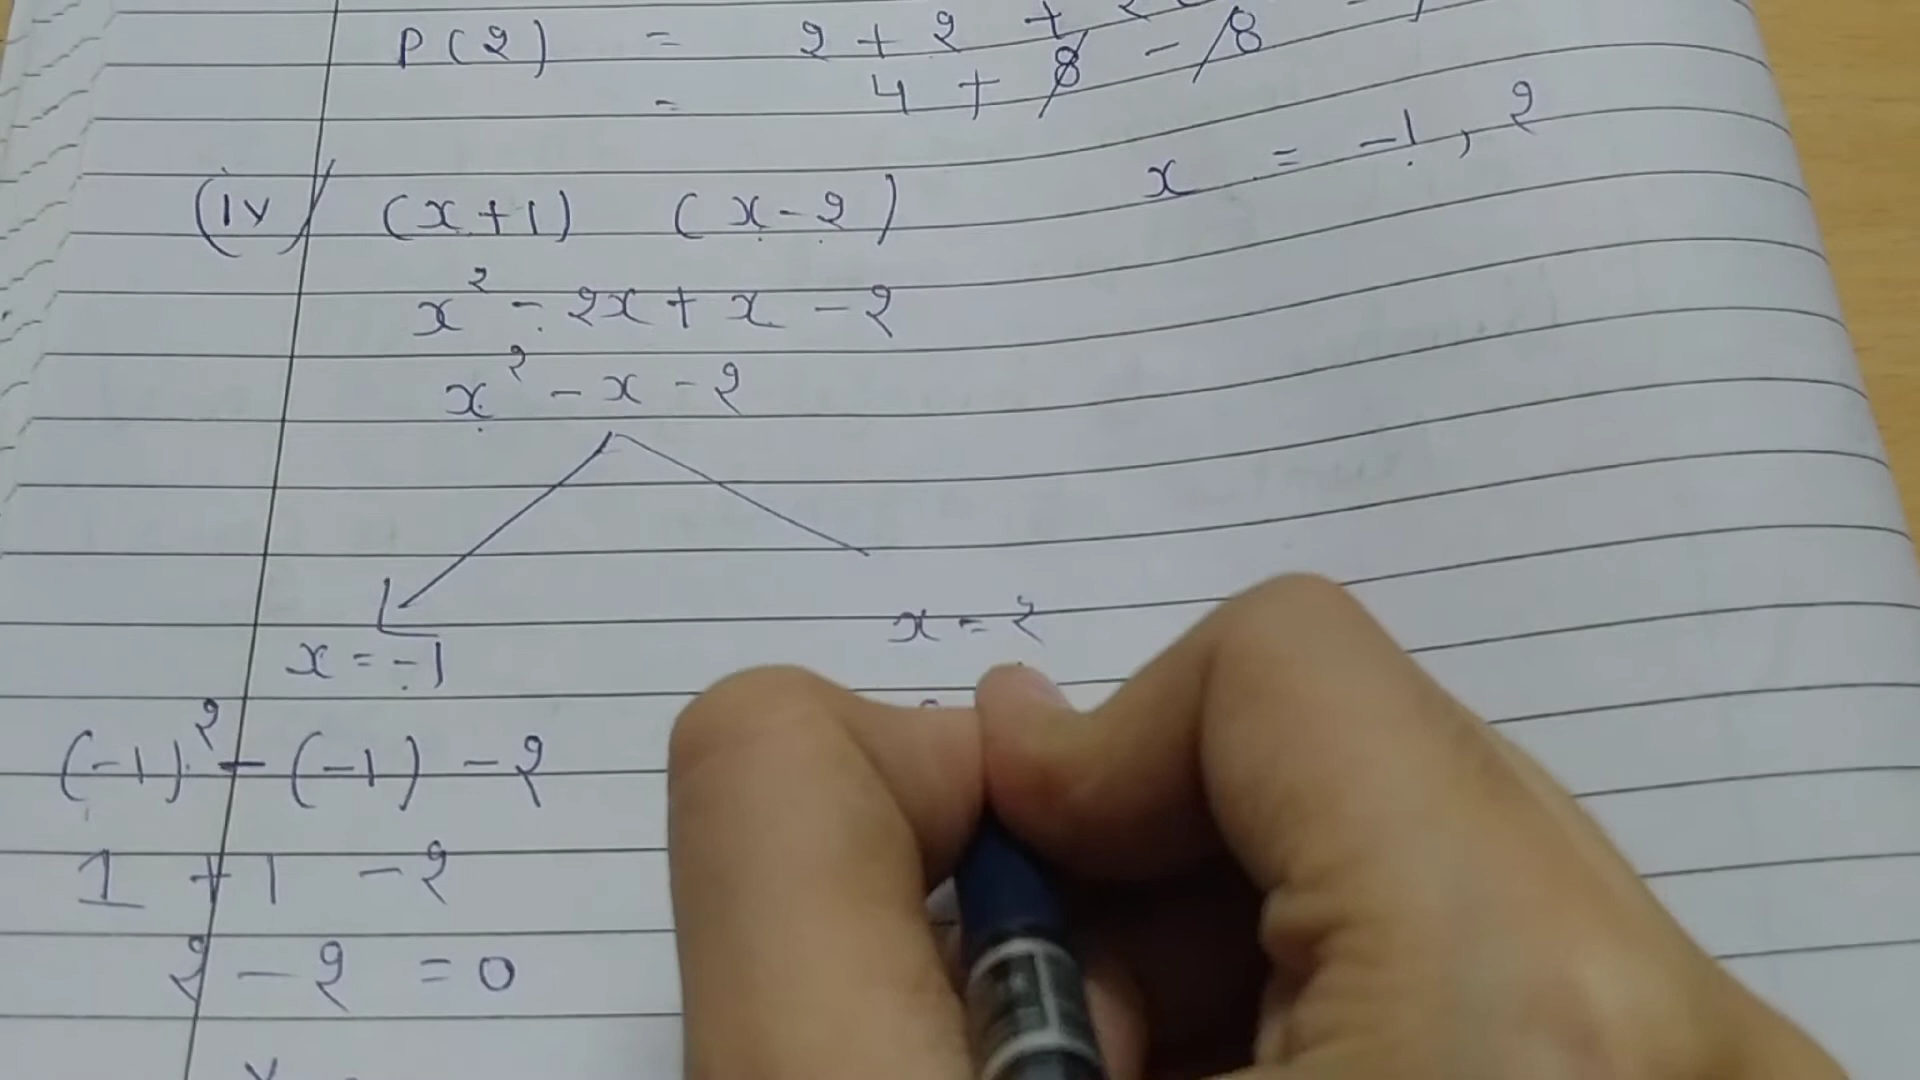 P(2) = 2 + 2 +
= 4 + 8 - 8
x = -1, 2
(iv) (x+1) (x-2)
x² - 2x + x - 2
x² - x - 2
x = -1 x = 2
(-1)² - (-1) - 2
1 + 1 - 2
2 - 2 = 0